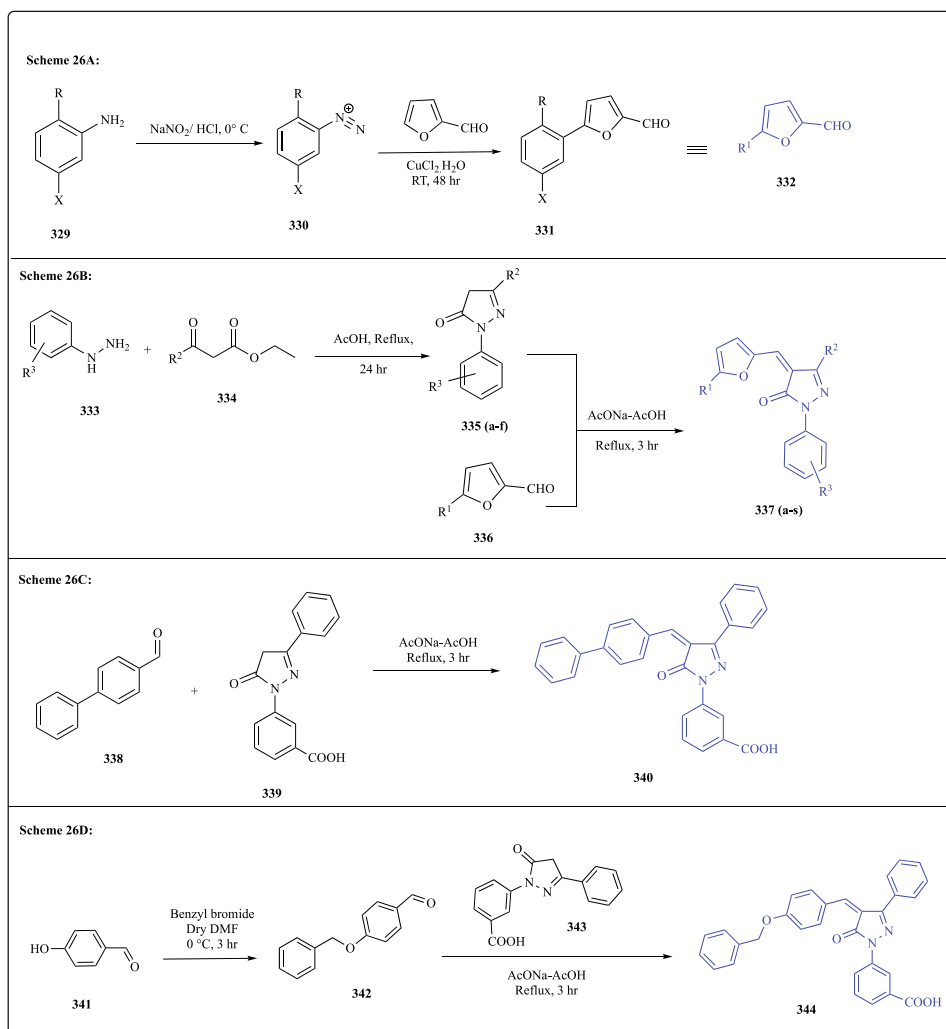 Scheme 26A:
R
NH₂
X
329
NaNO₂/ HCl, 0° C
R
⊕
N
N
X
330
O
CHO
CuCl₂.H₂O
RT, 48 hr
R
O
CHO
X
331
≡
R¹
O
CHO
332
Scheme 26B:
R³
N
H
NH₂
333
+
O
O
R²
O
334
AcOH, Reflux,
24 hr
R²
O
N
N
R³
335 (a-f)
R¹
O
CHO
336
AcONa-AcOH
Reflux, 3 hr
R¹
O
R²
O
N
N
R³
337 (a-s)
Scheme 26C:
O
338
+
O
N
N
COOH
339
AcONa-AcOH
Reflux, 3 hr
O
N
N
COOH
340
Scheme 26D:
HO
O
341
Benzyl bromide
Dry DMF
0 °C, 3 hr
O
O
342
O
N
N
COOH
343
AcONa-AcOH
Reflux, 3 hr
O
O
N
N
COOH
344